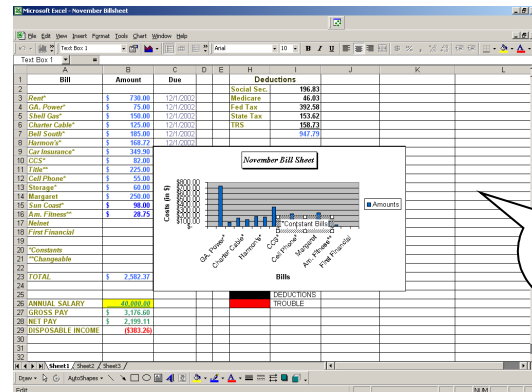 Microsoft Excel - November Billsheet
File Edit View Insert Format Tools Chart Window Help
Text Box 1 Arial 10 B I U
Text Box 1 =
A B C D E H I J K L
1 Bill Amount Due Deductions
2 Social Sec. 196.83
3 Rent* $ 730.00 12/1/2002 Medicare 46.03
4 GA. Power* $ 75.00 12/1/2002 Fed Tax 392.58
5 Shell Gas* $ 150.00 12/1/2002 State Tax 153.62
6 Charter Cable* $ 125.00 12/1/2002 TRS 158.73
7 Bell South* $ 185.00 12/1/2002 947.79
8 Harmon's* $ 168.72 12/1/2002
9 Car Insurance* $ 349.90
10 CCS* $ 82.00
11 Title** $ 225.00
12 Cell Phone* $ 55.00
13 Storage* $ 60.00
14 Margaret $ 250.00
15 Sun Coast* $ 98.00
16 Am. Fitness** $ 28.75
17 Nelnet
18 First Financial
19
20 *Constants
21 **Changeable
22
23 TOTAL $ 2,582.37
24
25 DEDUCTIONS
26 ANNUAL SALARY 40,000.00 TROUBLE
27 GROSS PAY $ 3,176.60
28 NET PAY $ 2,199.11
29 DISPOSABLE INCOME ($383.26)
30
31
32
November Bill Sheet
Costs (in $)
$800.00
$700.00
$600.00
$500.00
$400.00
$300.00
$200.00
$100.00
$-
"Constant Bills
Amounts
GA. Power* Charter Cable* Harmon's* CCS* Cell Phone* Margaret Am. Fitness** First Financial
Bills
Sheet1 Sheet2 Sheet3
Draw AutoShapes
Edit NUM